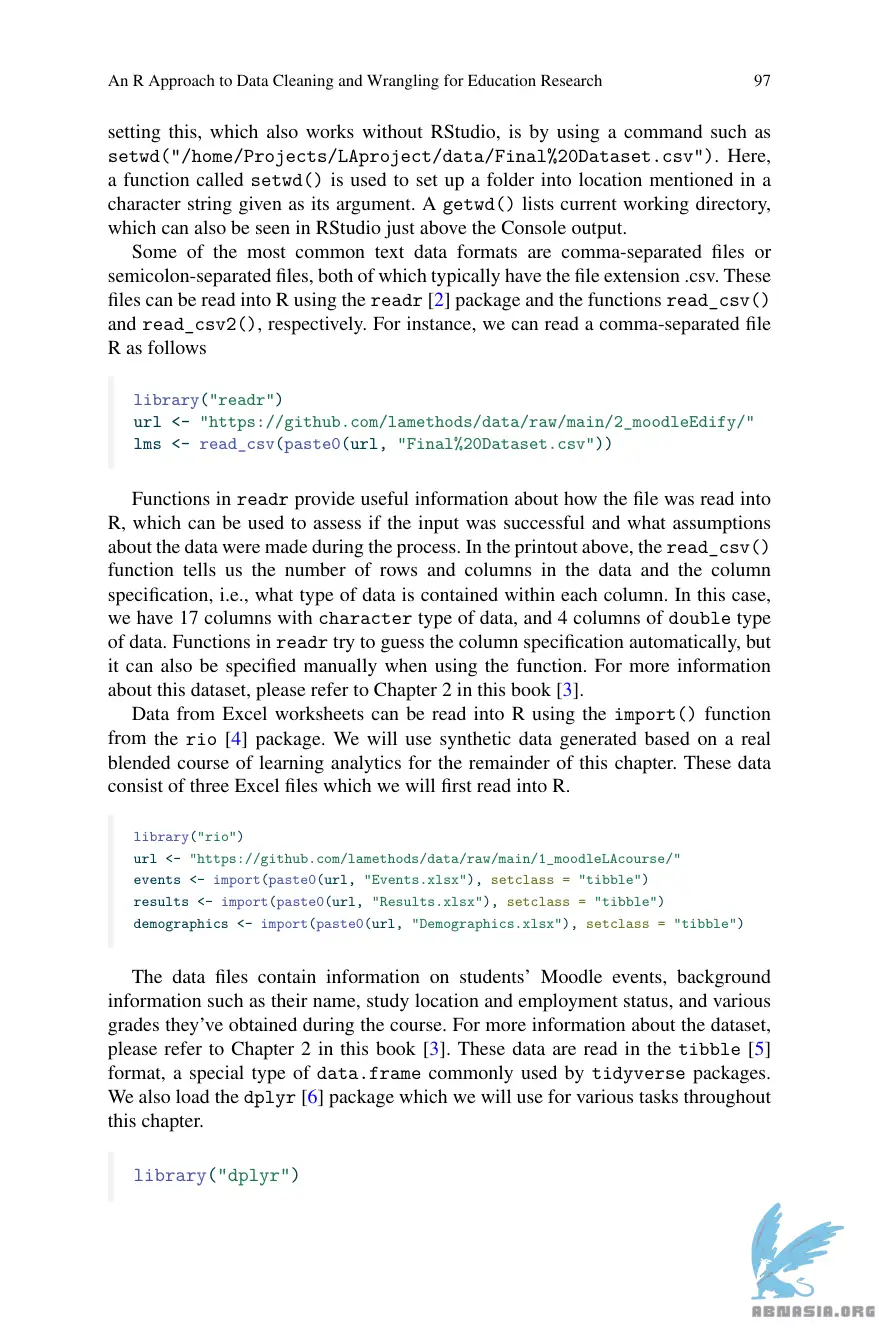 An R Approach to Data Cleaning and Wrangling for Education Research 97
setting this, which also works without RStudio, is by using a command such as
setwd("/home/Projects/LAproject/data/Final%20Dataset.csv"). Here,
a function called setwd() is used to set up a folder into location mentioned in a
character string given as its argument. A getwd() lists current working directory,
which can also be seen in RStudio just above the Console output.
Some of the most common text data formats are comma-separated files or
semicolon-separated files, both of which typically have the file extension .csv. These
files can be read into R using the readr [2] package and the functions read_csv()
and read_csv2(), respectively. For instance, we can read a comma-separated file
R as follows
library("readr")
url <- "https://github.com/lamethods/data/raw/main/2_moodleEdify/"
lms <- read_csv(paste0(url, "Final%20Dataset.csv"))
Functions in readr provide useful information about how the file was read into
R, which can be used to assess if the input was successful and what assumptions
about the data were made during the process. In the printout above, the read_csv()
function tells us the number of rows and columns in the data and the column
specification, i.e., what type of data is contained within each column. In this case,
we have 17 columns with character type of data, and 4 columns of double type
of data. Functions in readr try to guess the column specification automatically, but
it can also be specified manually when using the function. For more information
about this dataset, please refer to Chapter 2 in this book [3].
Data from Excel worksheets can be read into R using the import() function
from the rio [4] package. We will use synthetic data generated based on a real
blended course of learning analytics for the remainder of this chapter. These data
consist of three Excel files which we will first read into R.
library("rio")
url <- "https://github.com/lamethods/data/raw/main/1_moodleLAcourse/"
events <- import(paste0(url, "Events.xlsx"), setclass = "tibble")
results <- import(paste0(url, "Results.xlsx"), setclass = "tibble")
demographics <- import(paste0(url, "Demographics.xlsx"), setclass = "tibble")
The data files contain information on students' Moodle events, background
information such as their name, study location and employment status, and various
grades they've obtained during the course. For more information about the dataset,
please refer to Chapter 2 in this book [3]. These data are read in the tibble [5]
format, a special type of data.frame commonly used by tidyverse packages.
We also load the dplyr [6] package which we will use for various tasks throughout
this chapter.
library("dplyr")
ABNASIA.ORG